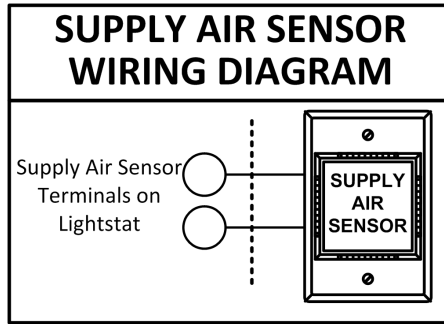 SUPPLY AIR SENSOR
WIRING DIAGRAM
Supply Air Sensor
Terminals on
Lightstat
SUPPLY
AIR
SENSOR